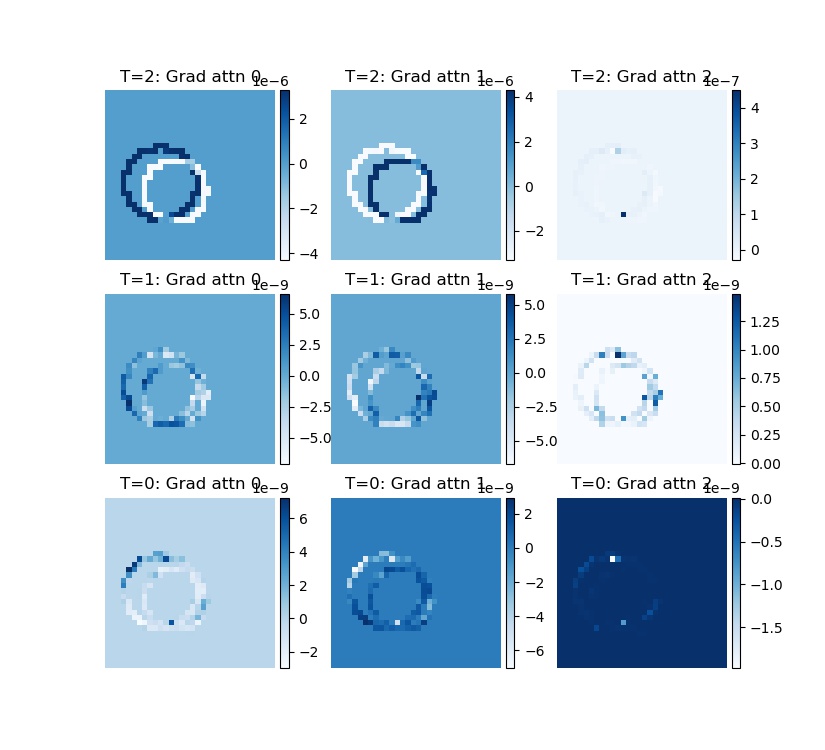 T=2: Grad attn 0
1e−6
2
0
−2
−4
T=2: Grad attn 1
1e−6
4
2
0
−2
T=2: Grad attn 2
1e−7
4
3
2
1
0
T=1: Grad attn 0
1e−9
5.0
2.5
0.0
−2.5
−5.0
T=1: Grad attn 1
1e−9
5.0
2.5
0.0
−2.5
−5.0
T=1: Grad attn 2
1e−9
1.25
1.00
0.75
0.50
0.25
0.00
T=0: Grad attn 0
1e−9
6
4
2
0
−2
T=0: Grad attn 1
1e−9
2
0
−2
−4
−6
T=0: Grad attn 2
1e−9
0.0
−0.5
−1.0
−1.5